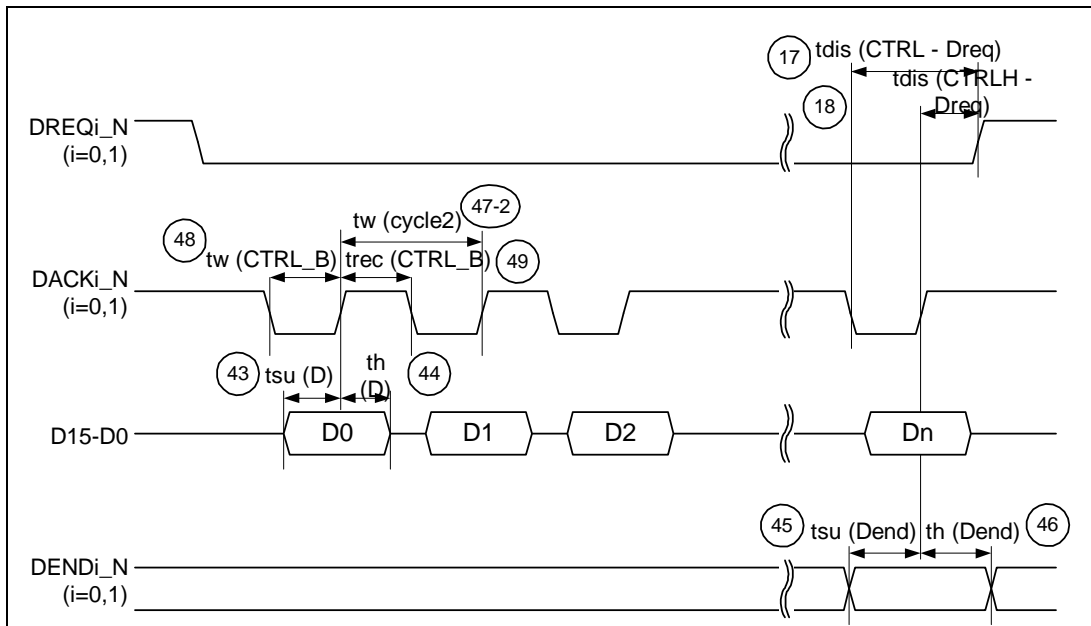 17 tdis (CTRL - Dreq)
18 tdis (CTRLH -
Dreq)
DREQi_N
(i=0,1)
47-2
tw (cycle2)
48
tw (CTRL_B) trec (CTRL_B) 49
DACKi_N
(i=0,1)
43 tsu (D) th
(D) 44
D15-D0 D0 D1 D2 Dn
45 tsu (Dend) th (Dend) 46
DENDi_N
(i=0,1)